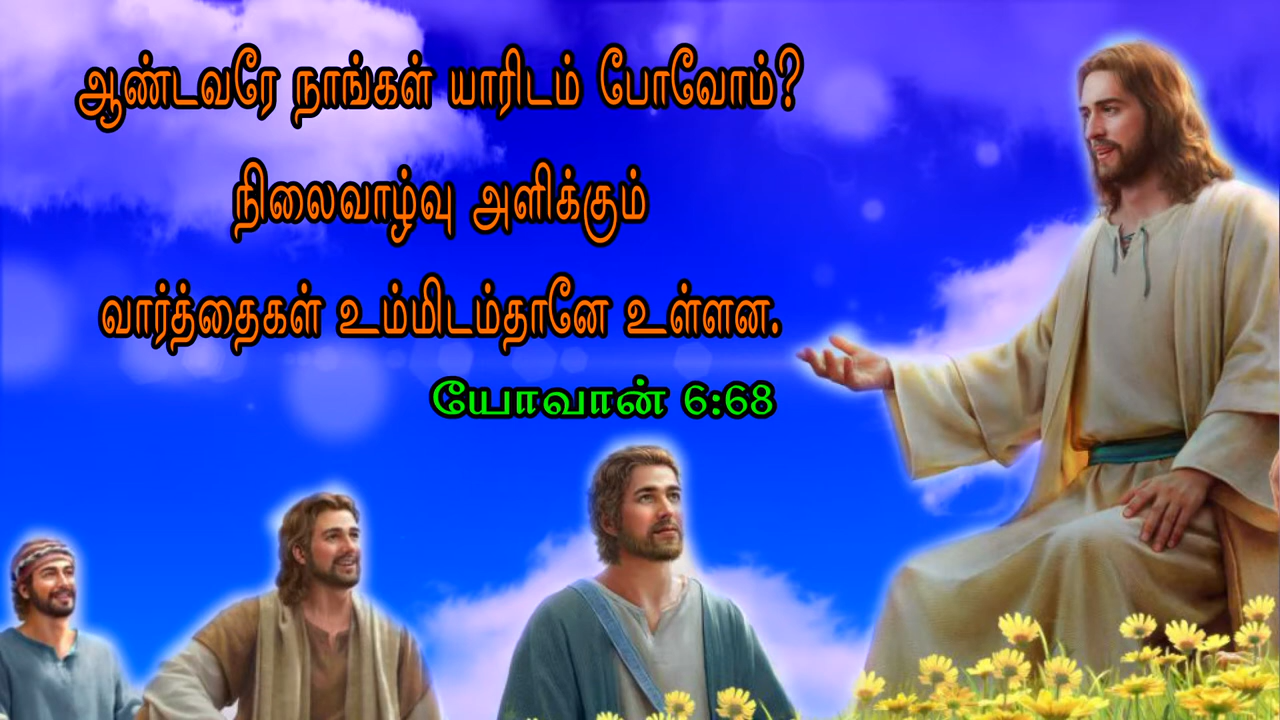 ஆண்டவரே நாங்கள் யாரிடம் போவோம்?
நிலைவாழ்வு அளிக்கும்
வார்த்தைகள் உம்மிடம்தானே உள்ளன.
யோவான் 6:68